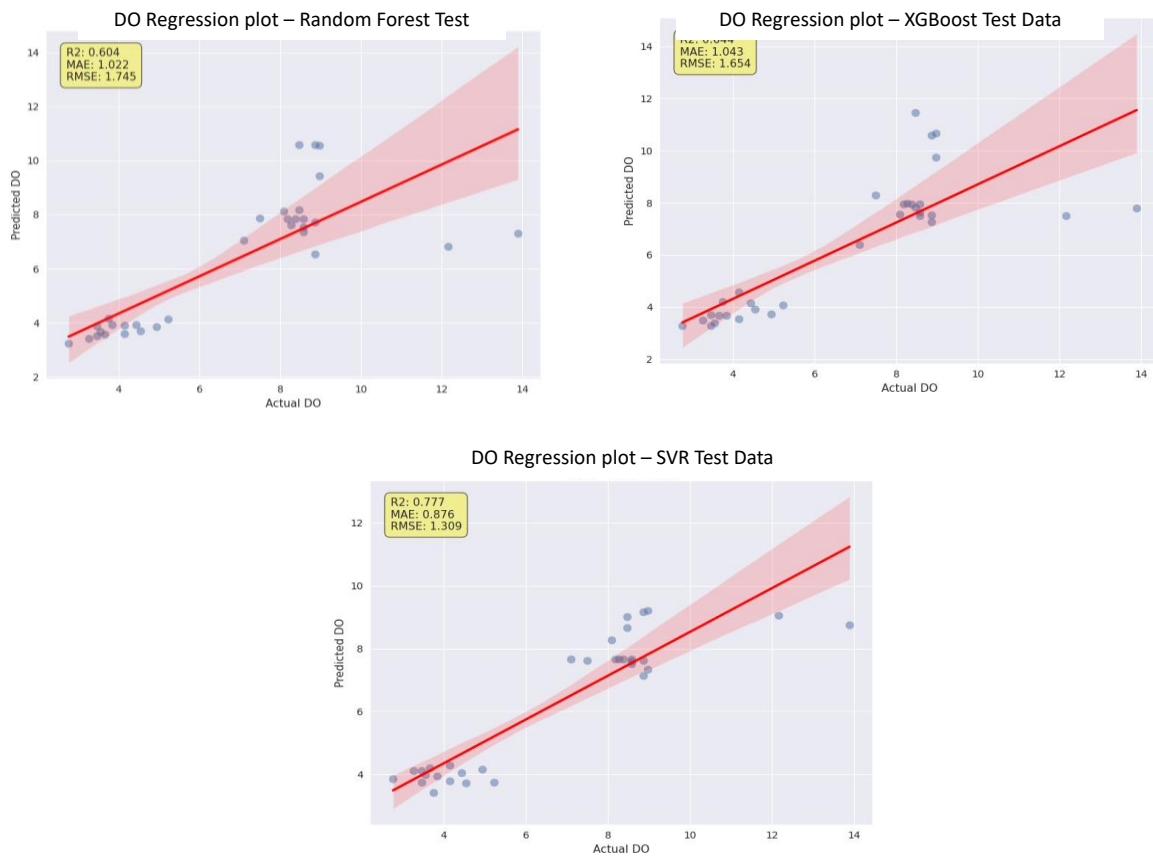 DO Regression plot – Random Forest Test
R2: 0.604
MAE: 1.022
RMSE: 1.745
14
12
10
8
6
4
2
Predicted DO
4
6
8
10
12
14
Actual DO
DO Regression plot – XGBoost Test Data
MAE: 1.043
RMSE: 1.654
14
12
10
8
6
4
2
Predicted DO
4
6
8
10
12
14
Actual DO
DO Regression plot – SVR Test Data
R2: 0.777
MAE: 0.876
RMSE: 1.309
12
10
8
6
4
Predicted DO
4
6
8
10
12
14
Actual DO